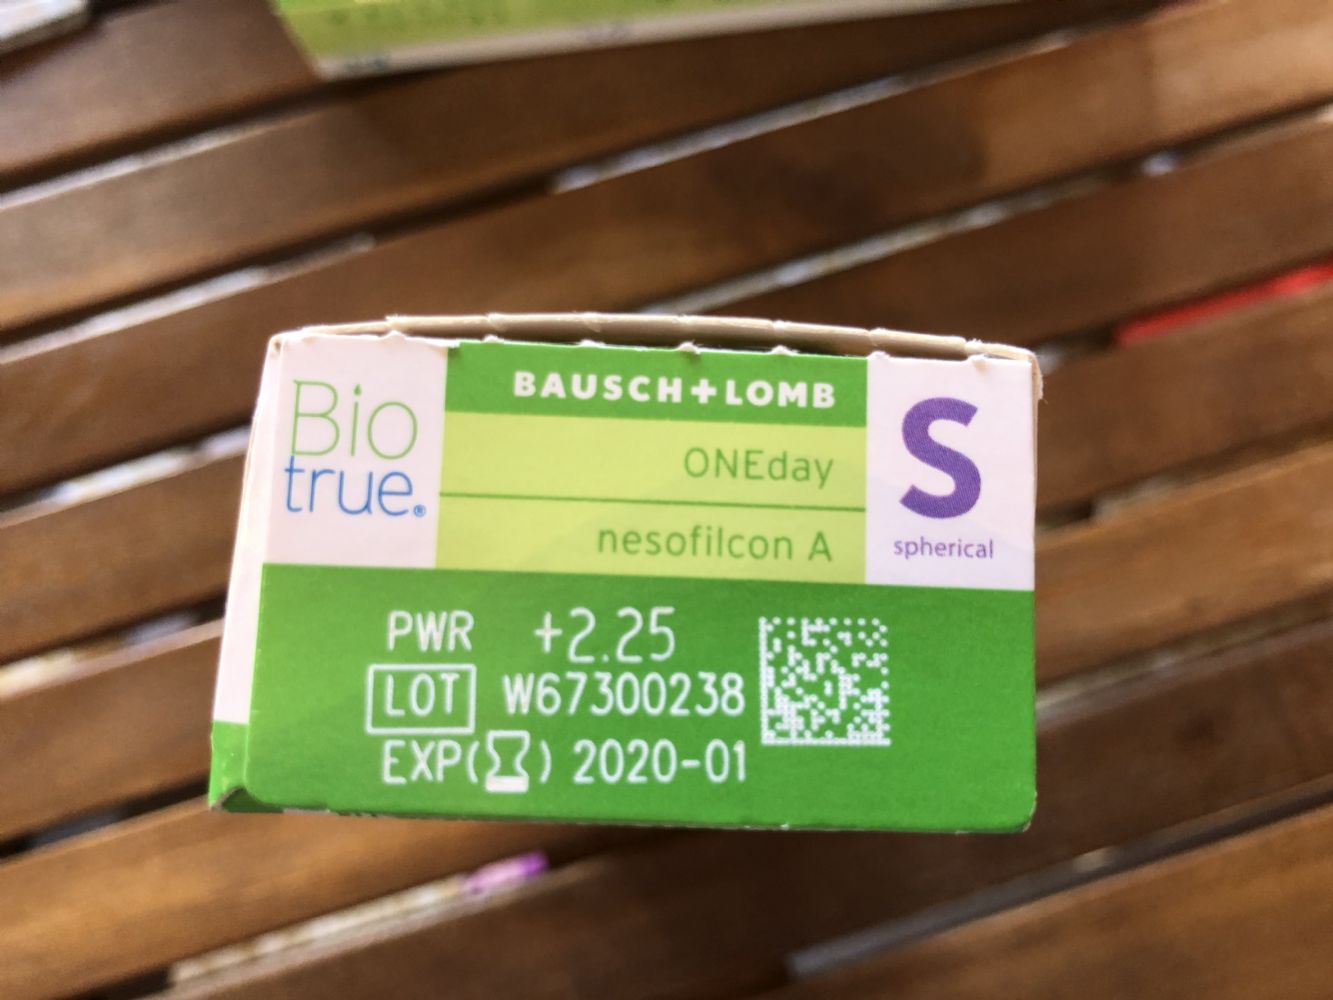 Bio
true®
BAUSCH+LOMB
ONEday
nesofilcon A
S
spherical
PWR +2.25
LOT W67300238
EXP(⌛) 2020-01